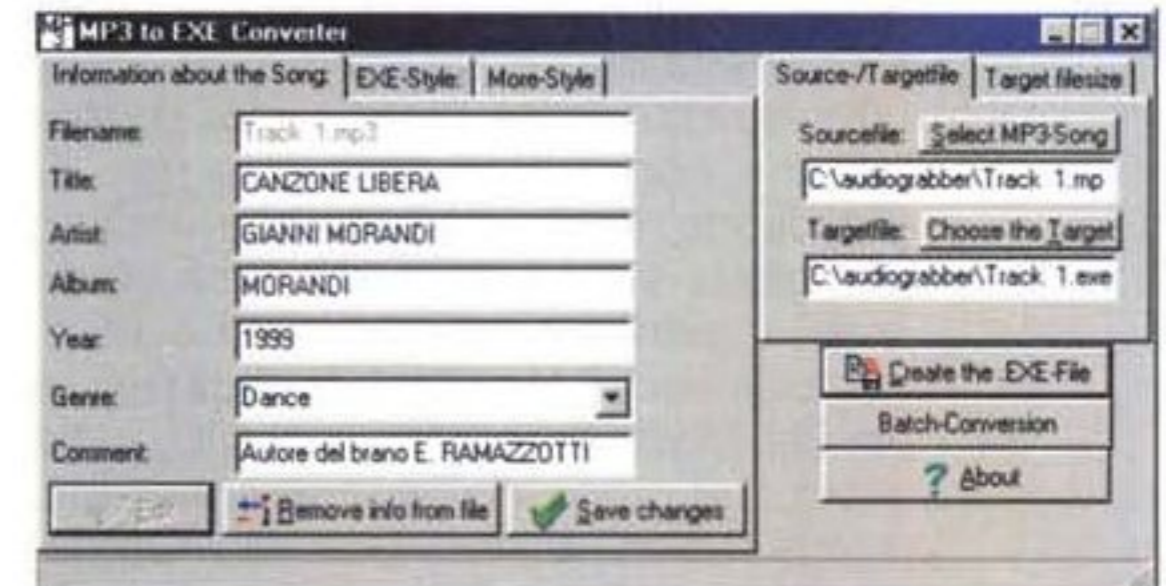 MP3 to EXE Converter
Information about the Song: EXE-Style: More-Style
Filename: Track 1.mp3
Title: CANZONE LIBERA
Artist: GIANNI MORANDI
Album: MORANDI
Year: 1999
Genre: Dance
Comment: Autore del brano E. RAMAZZOTTI
Edit Remove info from file Save changes
Source-/Targetfile Target filesize
Sourcefile: Select MP3-Song
C:\audiograbber\Track 1.mp
Targetfile: Choose the Target
C:\audiograbber\Track 1.exe
Create the .EXE-File
Batch-Conversion
? About